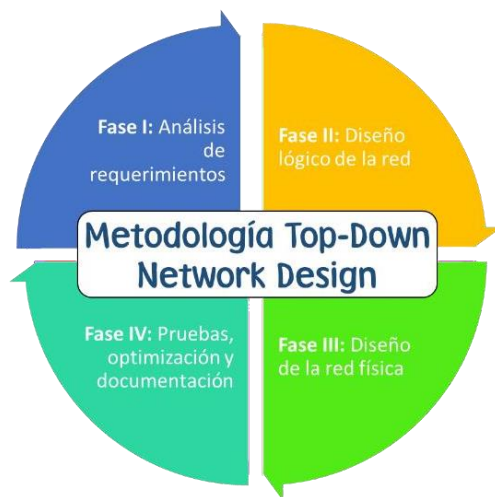 Fase I: Análisis
de
requerimientos
Fase II: Diseño
lógico de la red
Metodología Top-Down
Network Design
Fase IV: Pruebas,
optimización y
documentación
Fase III: Diseño
de la red física